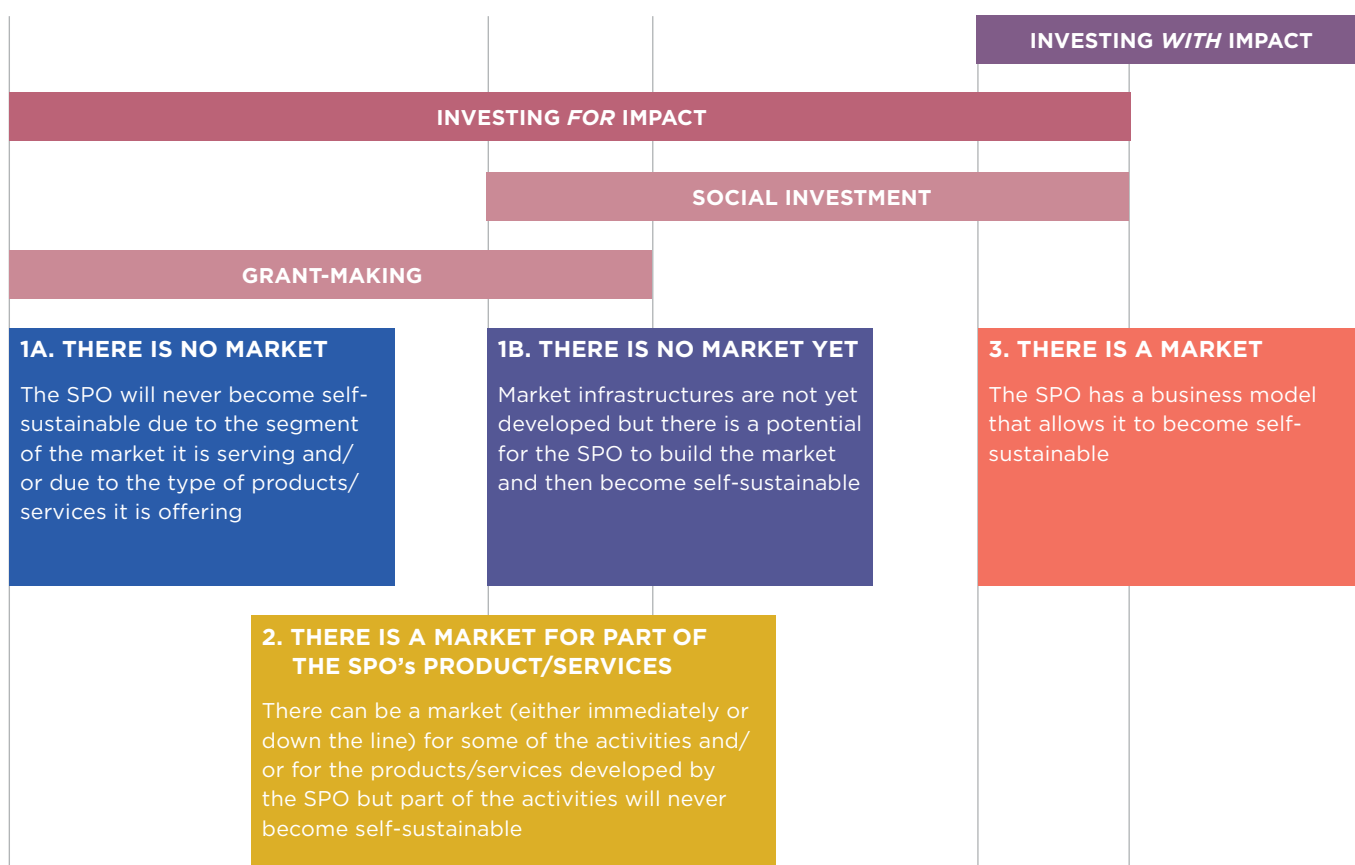 INVESTING WITH IMPACT
INVESTING FOR IMPACT
SOCIAL INVESTMENT
GRANT-MAKING
1A. THERE IS NO MARKET
The SPO will never become self-
sustainable due to the segment
of the market it is serving and/
or due to the type of products/
services it is offering
1B. THERE IS NO MARKET YET
Market infrastructures are not yet
developed but there is a potential
for the SPO to build the market
and then become self-sustainable
3. THERE IS A MARKET
The SPO has a business model
that allows it to become self-
sustainable
2. THERE IS A MARKET FOR PART OF
THE SPO's PRODUCT/SERVICES
There can be a market (either immediately or
down the line) for some of the activities and/
or for the products/services developed by
the SPO but part of the activities will never
become self-sustainable